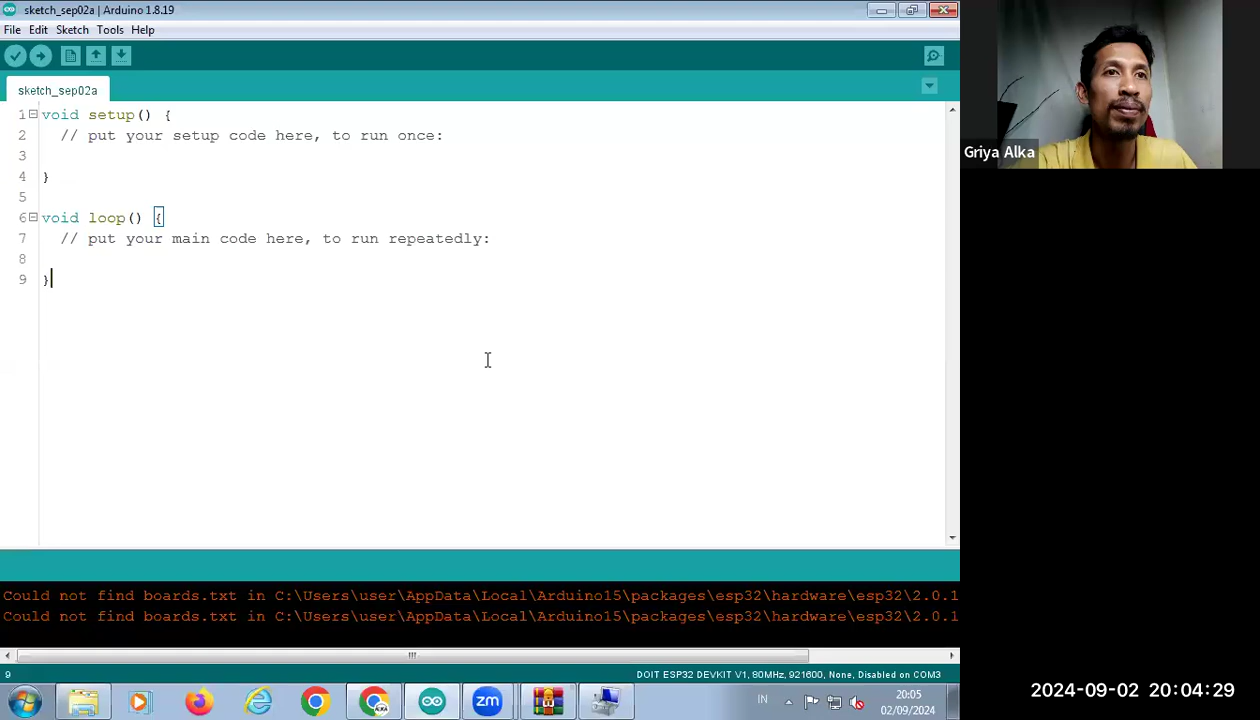 sketch_sep02a | Arduino 1.8.19
File Edit Sketch Tools Help
sketch_sep02a
1 void setup() {
2 // put your setup code here, to run once:
3
4 }
5
6 void loop() {
7 // put your main code here, to run repeatedly:
8
9 }
Griya Alka
Could not find boards.txt in C:\Users\user\AppData\Local\Arduino15\packages\esp32\hardware\esp32\2.0.1
Could not find boards.txt in C:\Users\user\AppData\Local\Arduino15\packages\esp32\hardware\esp32\2.0.1
9 DOIT ESP32 DEVKIT V1, 80MHz, 921600, None, Disabled on COM3
ALKA
zm
IN
20:05
02/09/2024
2024-09-02 20:04:29